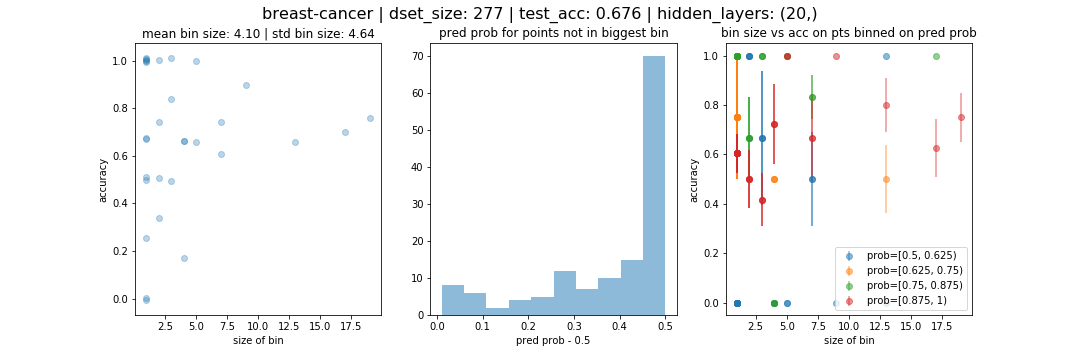 breast-cancer | dset_size: 277 | test_acc: 0.676 | hidden_layers: (20,)
mean bin size: 4.10 | std bin size: 4.64
accuracy
1.0
0.8
0.6
0.4
0.2
0.0
2.5 5.0 7.5 10.0 12.5 15.0 17.5
size of bin
pred prob for points not in biggest bin
70
60
50
40
30
20
10
0
0.0 0.1 0.2 0.3 0.4 0.5
pred prob - 0.5
bin size vs acc on pts binned on pred prob
accuracy
1.0
0.8
0.6
0.4
0.2
0.0
prob=[0.5, 0.625)
prob=[0.625, 0.75)
prob=[0.75, 0.875)
prob=[0.875, 1)
2.5 5.0 7.5 10.0 12.5 15.0 17.5
size of bin